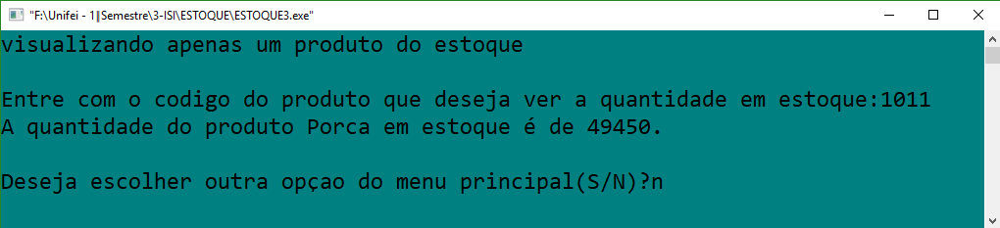 "F:\Unifei - 1║Semestre\3-ISI\ESTOQUE\ESTOQUE3.exe"
visualizando apenas um produto do estoque
Entre com o codigo do produto que deseja ver a quantidade em estoque:1011
A quantidade do produto Porca em estoque é de 49450.
Deseja escolher outra opçao do menu principal(S/N)?n